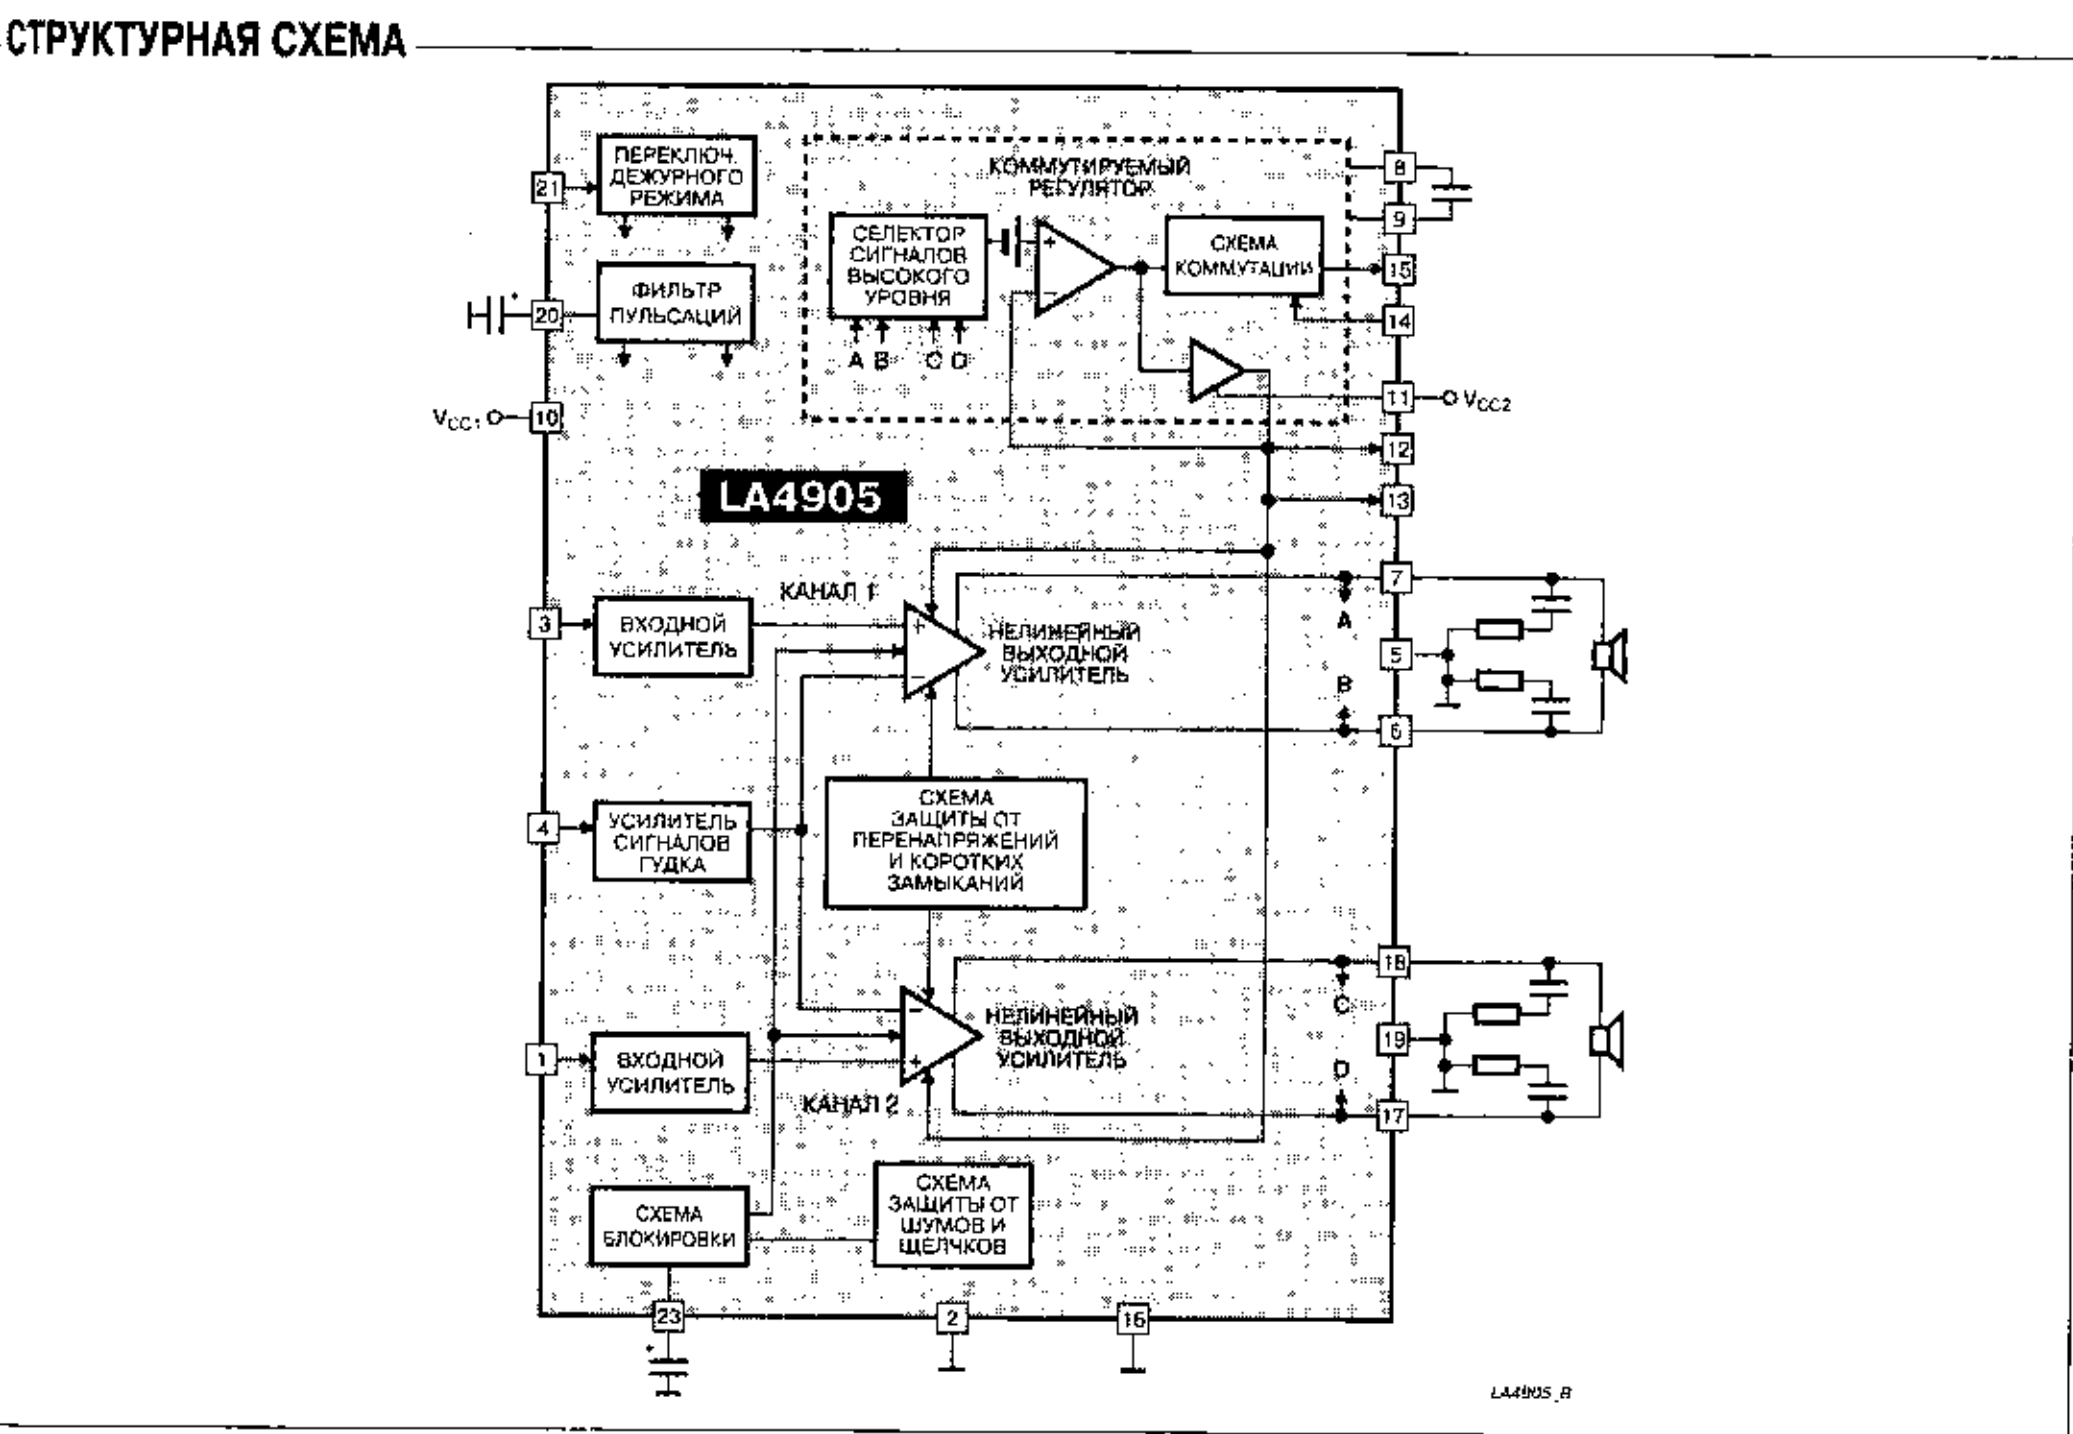 СТРУКТУРНАЯ СХЕМА
ПЕРЕКЛЮЧ.
ДЕЖУРНОГО
РЕЖИМА
21
ФИЛЬТР
ПУЛЬСАЦИЙ
20
VCC1
10
КОММУТИРУЕМЫЙ
РЕГУЛЯТОР
СЕЛЕКТОР
СИГНАЛОВ
ВЫСОКОГО
УРОВНЯ
A B C D
+
−
СХЕМА
КОММУТАЦИИ
8
9
15
14
11
VCC2
12
13
LA4905
КАНАЛ 1
3
ВХОДНОЙ
УСИЛИТЕЛЬ
+
−
НЕЛИНЕЙНЫЙ
ВЫХОДНОЙ
УСИЛИТЕЛЬ
7
A
5
B
6
4
УСИЛИТЕЛЬ
СИГНАЛОВ
ГУДКА
СХЕМА
ЗАЩИТЫ ОТ
ПЕРЕНАПРЯЖЕНИЙ
И КОРОТКИХ
ЗАМЫКАНИЙ
1
ВХОДНОЙ
УСИЛИТЕЛЬ
−
+
НЕЛИНЕЙНЫЙ
ВЫХОДНОЙ
УСИЛИТЕЛЬ
КАНАЛ 2
18
C
19
D
17
СХЕМА
БЛОКИРОВКИ
СХЕМА
ЗАЩИТЫ ОТ
ШУМОВ И
ЩЕЛЧКОВ
23
2
16
LA4905_B